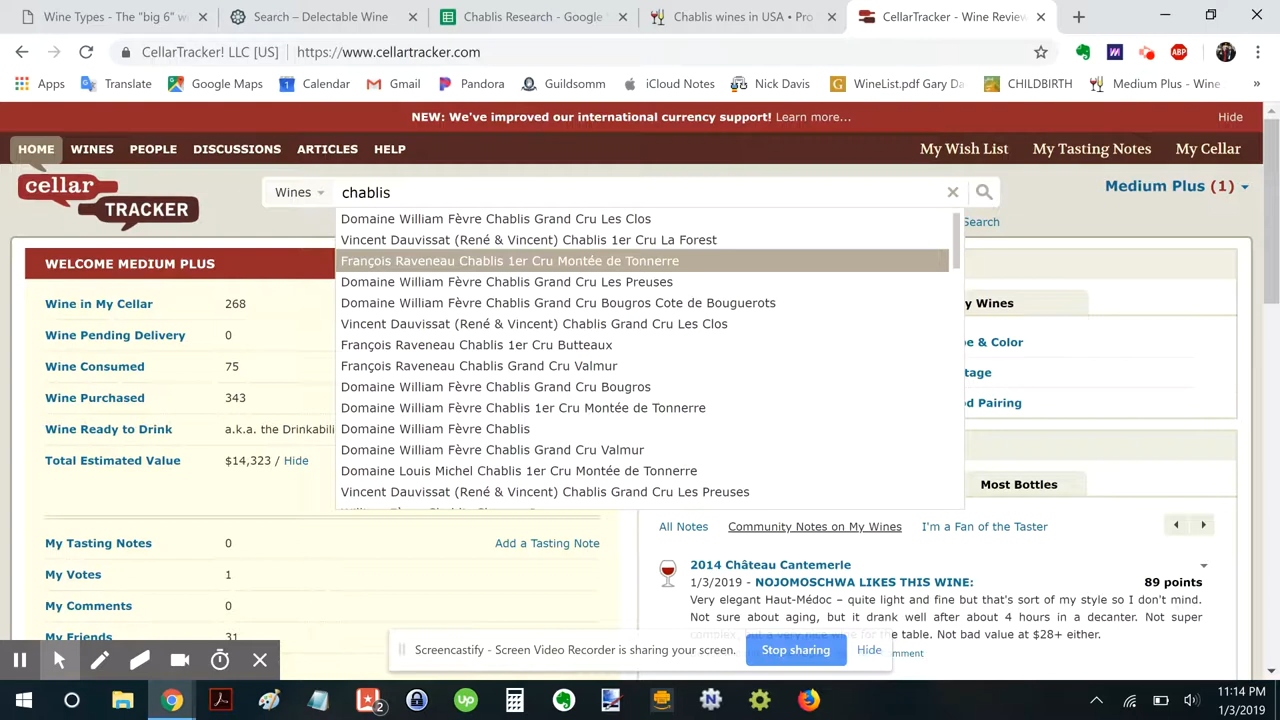 Wine Types - The "big6" w
Search – Delectable Wine
Chablis Research - Google
Chablis wines in USA • Pro
CellarTracker - Wine Review
CellarTracker! LLC [US] | https://www.cellartracker.com
ABP
Apps
Translate
Google Maps
Calendar
Gmail
Pandora
Guildsomm
iCloud Notes
Nick Davis
WineList.pdf Gary Da
CHILDBIRTH
Medium Plus - Wine
NEW: We've improved our international currency support! Learn more...
Hide
HOME WINES PEOPLE DISCUSSIONS ARTICLES HELP
My Wish List My Tasting Notes My Cellar
cellar
TRACKER
Wines
chablis
Medium Plus (1)
Search
Domaine William Fèvre Chablis Grand Cru Les Clos
Vincent Dauvissat (René & Vincent) Chablis 1er Cru La Forest
François Raveneau Chablis 1er Cru Montée de Tonnerre
Domaine William Fèvre Chablis Grand Cru Les Preuses
Domaine William Fèvre Chablis Grand Cru Bougros Cote de Bouguerots
Vincent Dauvissat (René & Vincent) Chablis Grand Cru Les Clos
François Raveneau Chablis 1er Cru Butteaux
François Raveneau Chablis Grand Cru Valmur
Domaine William Fèvre Chablis Grand Cru Bougros
Domaine William Fèvre Chablis 1er Cru Montée de Tonnerre
Domaine William Fèvre Chablis
Domaine William Fèvre Chablis Grand Cru Valmur
Domaine Louis Michel Chablis 1er Cru Montée de Tonnerre
Vincent Dauvissat (René & Vincent) Chablis Grand Cru Les Preuses
WELCOME MEDIUM PLUS
Wine in My Cellar 268
Wine Pending Delivery 0
Wine Consumed 75
Wine Purchased 343
Wine Ready to Drink a.k.a. the Drinkabili
Total Estimated Value $14,323 / Hide
My Tasting Notes 0 Add a Tasting Note
My Votes 1
My Comments 0
My Friends 31
y Wines
e & Color
tage
d Pairing
Most Bottles
All Notes Community Notes on My Wines I'm a Fan of the Taster
2014 Château Cantemerle
1/3/2019 - NOJOMOSCHWA LIKES THIS WINE: 89 points
Very elegant Haut-Médoc – quite light and fine but that's sort of my style so I don't mind.
Not sure about aging, but it drank well after about 4 hours in a decanter. Not super
complex, but a very nice wine for the table. Not bad value at $28+ either.
mment
Screencastify - Screen Video Recorder is sharing your screen.
Stop sharing
Hide
2
Up
N
11:14 PM
1/3/2019